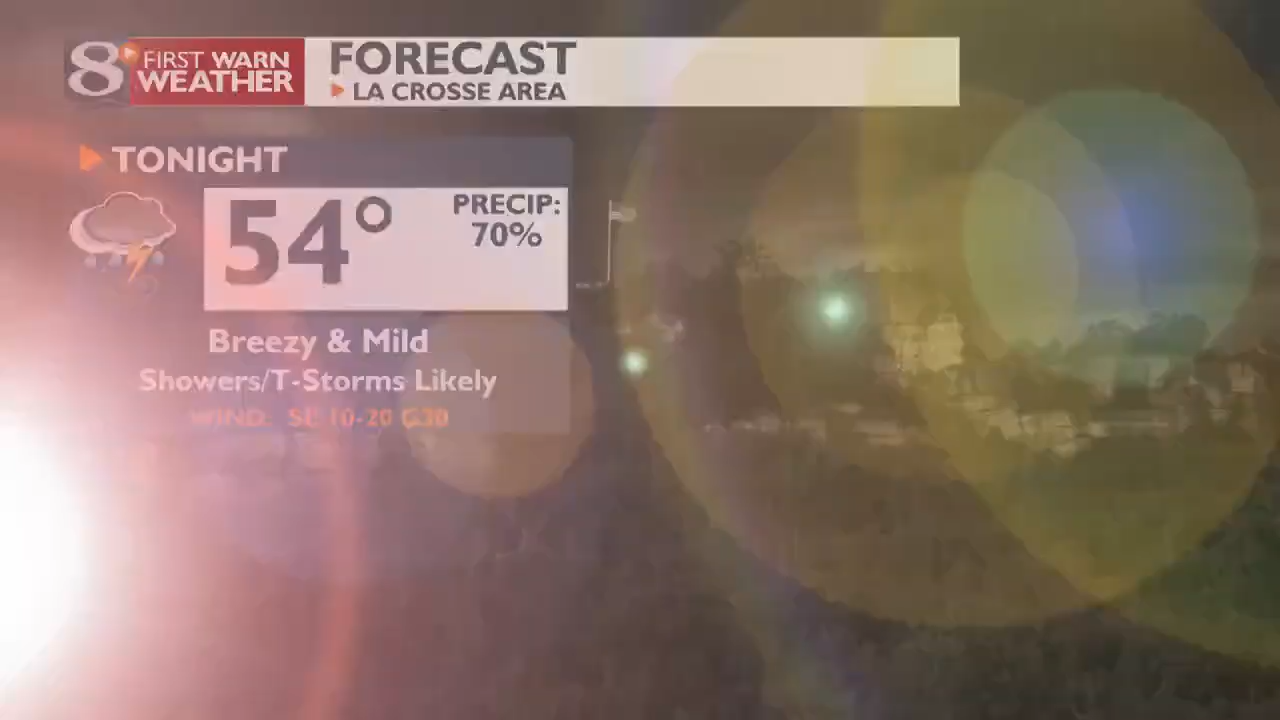 8 FIRST WARN
WEATHER
FORECAST
LA CROSSE AREA
TONIGHT
54°
PRECIP:
70%
Breezy & Mild
Showers/T-Storms Likely
WIND: SE 10-20 G30